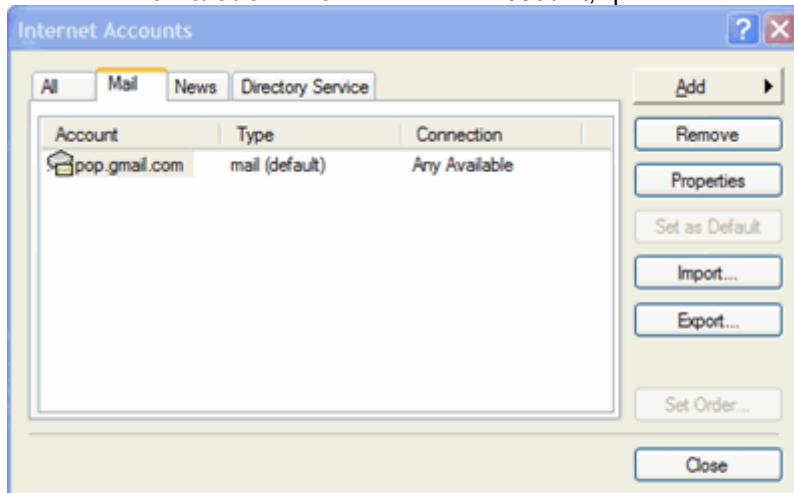 Internet Accounts
All Mail News Directory Service
Add
Account Type Connection
Remove
pop.gmail.com mail (default) Any Available
Properties
Set as Default
Import...
Export...
Set Order...
Close